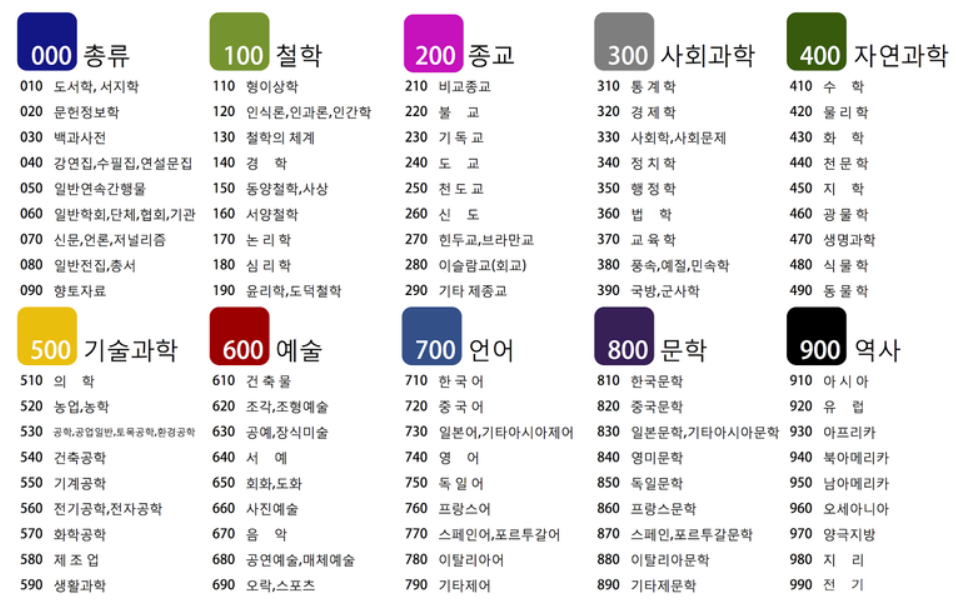 000 총류
010 도서학, 서지학
020 문헌정보학
030 백과사전
040 강연집,수필집,연설문집
050 일반연속간행물
060 일반학회,단체,협회,기관
070 신문,언론,저널리즘
080 일반전집,총서
090 향토자료
100 철학
110 형이상학
120 인식론,인과론,인간학
130 철학의 체계
140 경 학
150 동양철학,사상
160 서양철학
170 논리학
180 심리학
190 윤리학,도덕철학
200 종교
210 비교종교
220 불 교
230 기독교
240 도 교
250 천도교
260 신 도
270 힌두교,브라만교
280 이슬람교(회교)
290 기타 제종교
300 사회과학
310 통계학
320 경제학
330 사회학,사회문제
340 정치학
350 행정학
360 법 학
370 교육학
380 풍속,예절,민속학
390 국방,군사학
400 자연과학
410 수 학
420 물리학
430 화 학
440 천문학
450 지 학
460 광물학
470 생명과학
480 식물학
490 동물학
500 기술과학
510 의 학
520 농업,농학
530 공학,공업일반,토목공학,환경공학
540 건축공학
550 기계공학
560 전기공학,전자공학
570 화학공학
580 제조업
590 생활과학
600 예술
610 건축물
620 조각,조형예술
630 공예,장식미술
640 서 예
650 회화,도화
660 사진예술
670 음 악
680 공연예술,매체예술
690 오락,스포츠
700 언어
710 한국어
720 중국어
730 일본어,기타아시아제어
740 영 어
750 독일어
760 프랑스어
770 스페인어,포르투갈어
780 이탈리아어
790 기타제어
800 문학
810 한국문학
820 중국문학
830 일본문학,기타아시아문학
840 영미문학
850 독일문학
860 프랑스문학
870 스페인,포르투갈문학
880 이탈리아문학
890 기타제문학
900 역사
910 아시아
920 유 럽
930 아프리카
940 북아메리카
950 남아메리카
960 오세아니아
970 양극지방
980 지 리
990 전 기